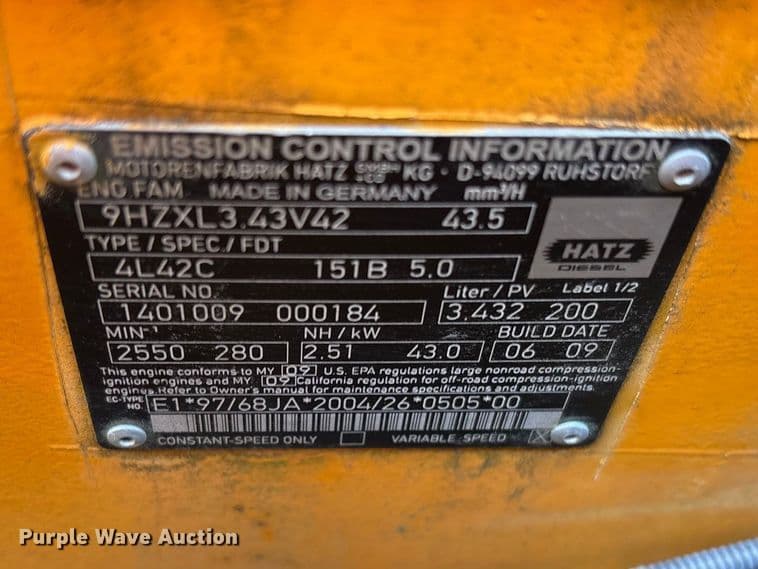 EMISSION CONTROL INFORMATION
MOTORENFABRIK HATZ GMBH CO KG · D-94099 RUHSTORF
ENG FAM. MADE IN GERMANY mm³/H
9HZXL3.43V42 43.5
TYPE / SPEC / FDT
HATZ
DIESEL
4L42C 151B 5.0
SERIAL NO. Liter / PV Label 1/2
1401009 000184 3.432 200
MIN⁻¹ NH / kW BUILD DATE
2550 280 2.51 43.0 06 09
This engine conforms to MY 09 U.S. EPA regulations large nonroad compression-
ignition engines and MY 09 California regulation for off-road compression-ignition
engines. Refer to Owner's manual for maintenance specifications and adjustments.
EC-TYPE
NO. E1*97/68JA*2004/26*0505*00
CONSTANT-SPEED ONLY VARIABLE SPEED X
Purple Wave Auction